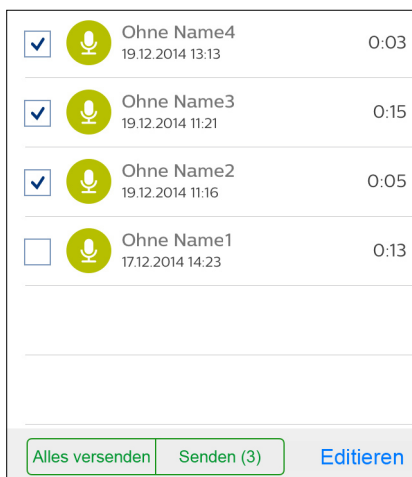 Ohne Name4 0:03
19.12.2014 13:13
Ohne Name3 0:15
19.12.2014 11:21
Ohne Name2 0:05
19.12.2014 11:16
Ohne Name1 0:13
17.12.2014 14:23
Alles versenden Senden (3) Editieren